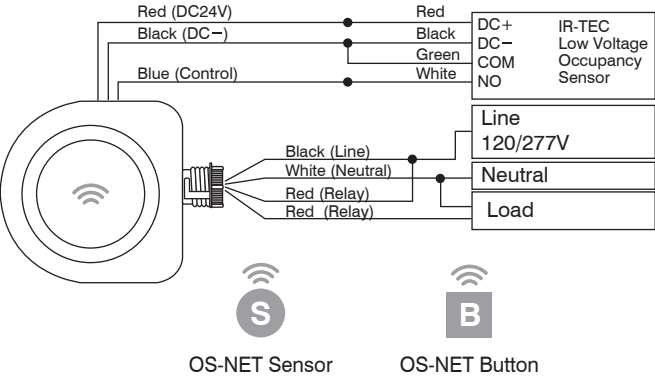 Red (DC24V)
Red
Black (DC−)
Black
Green
Blue (Control)
White
DC+
DC−
COM
NO
IR-TEC
Low Voltage
Occupancy
Sensor
Line
120/277V
Black (Line)
White (Neutral)
Neutral
Red (Relay)
Red (Relay)
Load
S
B
OS-NET Sensor
OS-NET Button